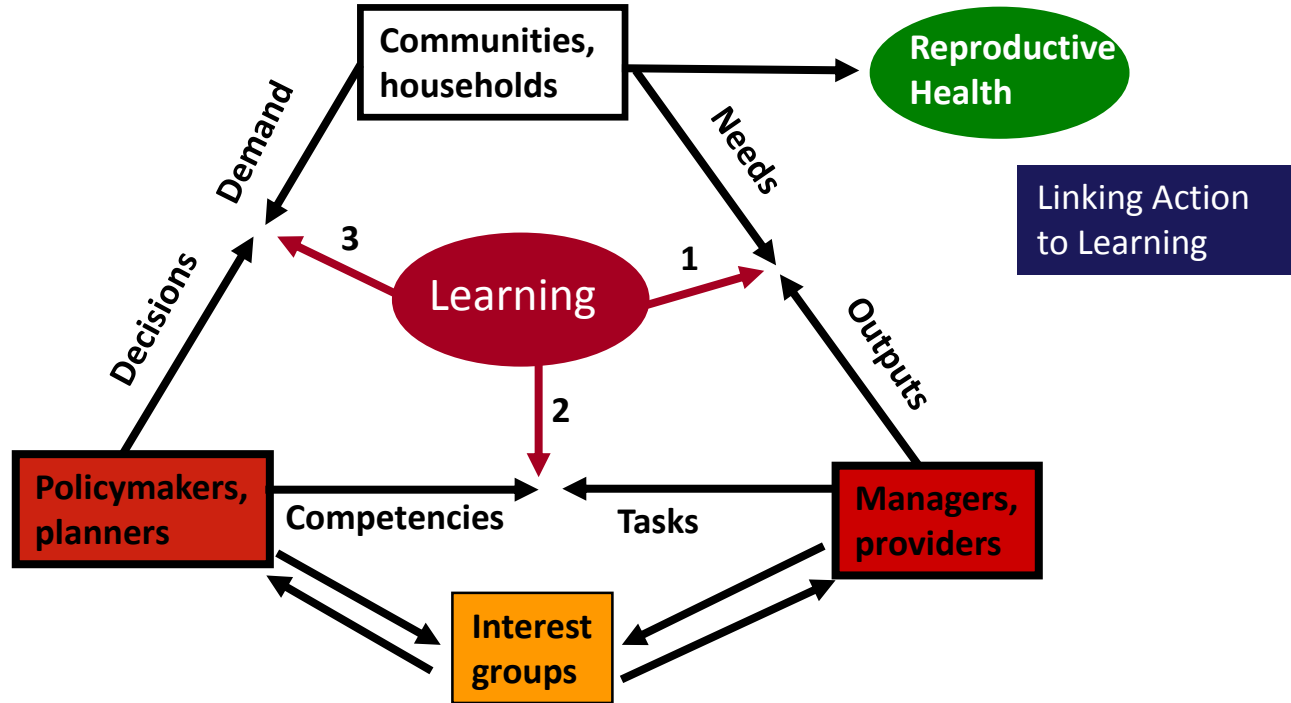 Communities,
households
Reproductive
Health
Demand
Needs
Linking Action
to Learning
3
1
Learning
Decisions
Outputs
2
Policymakers,
planners
Competencies
Tasks
Managers,
providers
Interest
groups